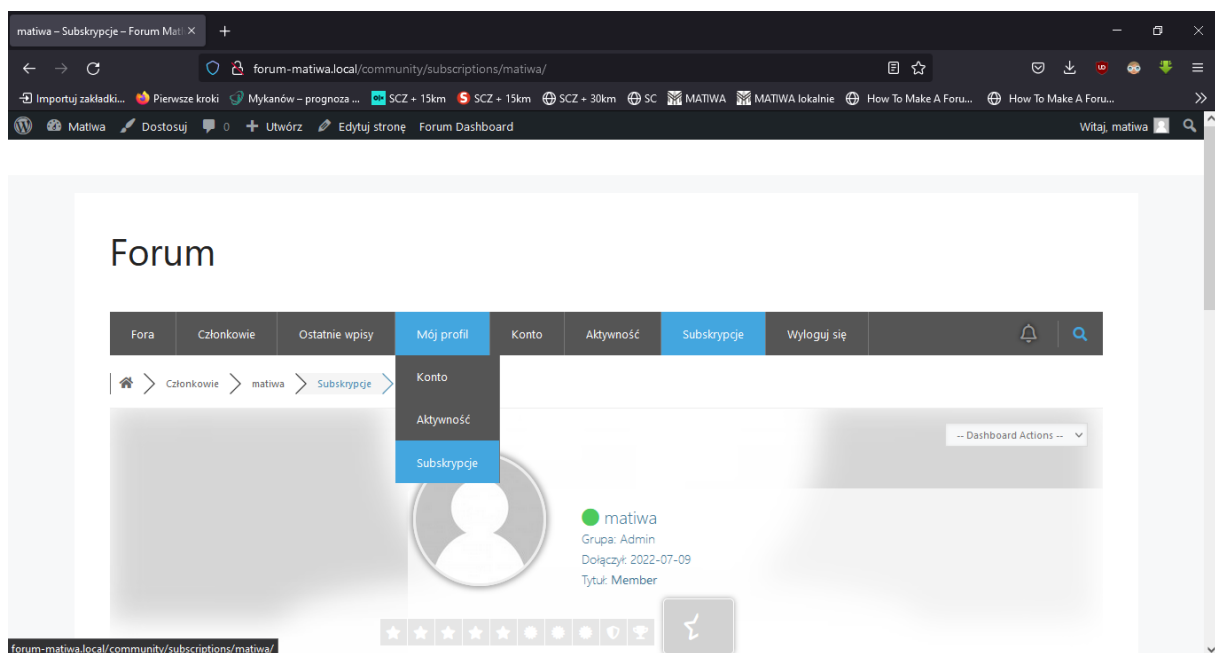 matiwa – Subskrypcje – Forum Mati
forum-matiwa.local/community/subscriptions/matiwa/
Importuj zakładki... Pierwsze kroki Mykanów – prognoza ... SCZ + 15km SCZ + 15km SCZ + 30km SC MATIWA MATIWA lokalnie How To Make A Foru... How To Make A Foru...
Matiwa Dostosuj 0 Utwórz Edytuj stronę Forum Dashboard Witaj, matiwa
Forum
Fora Członkowie Ostatnie wpisy Mój profil Konto Aktywność Subskrypcje Wyloguj się
Członkowie matiwa Subskrypcje
Konto
Aktywność
Subskrypcje
-- Dashboard Actions --
matiwa
Grupa: Admin
Dołączył: 2022-07-09
Tytuł: Member
forum-matiwa.local/community/subscriptions/matiwa/